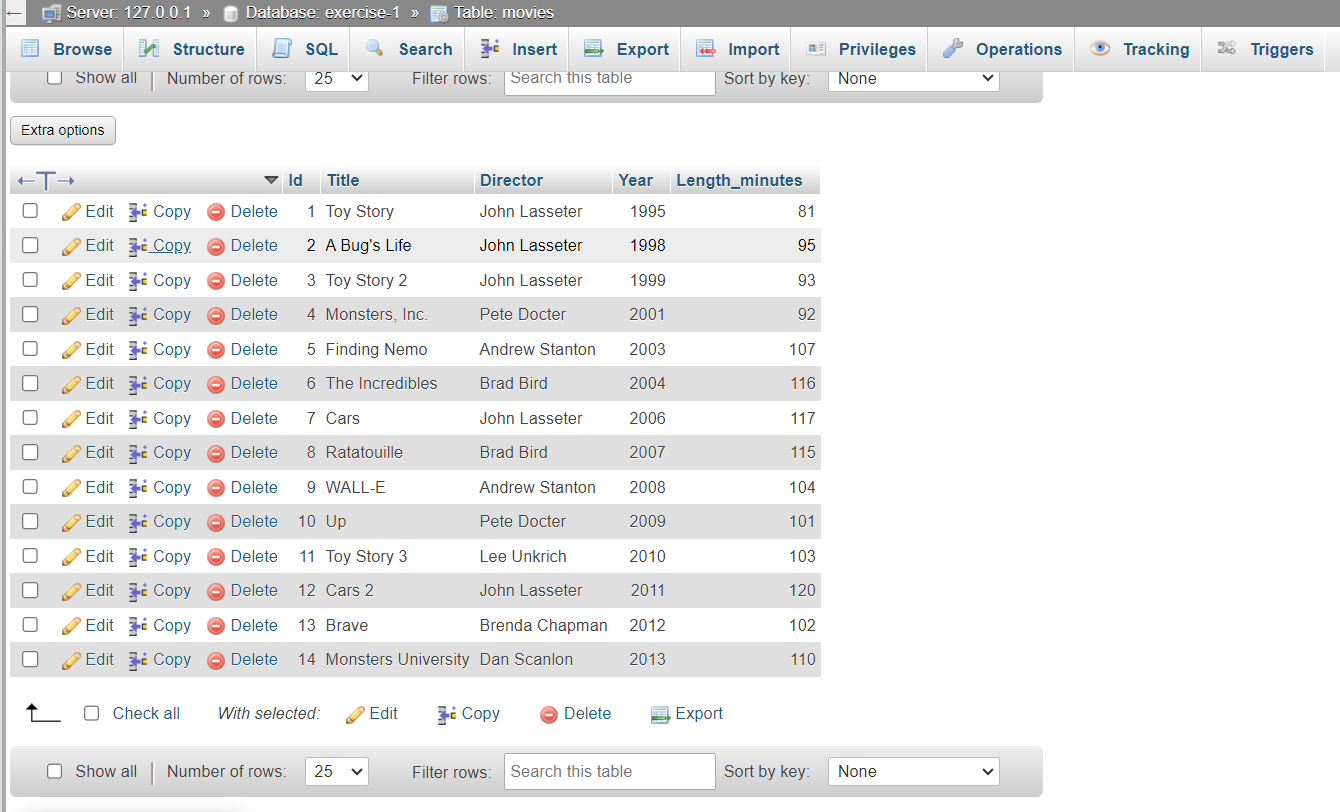 Server: 127.0.0.1 » Database: exercise-1 » Table: movies
Browse Structure SQL Search Insert Export Import Privileges Operations Tracking Triggers
Show all Number of rows: 25 Filter rows: Search this table Sort by key: None
Extra options
Id Title Director Year Length_minutes
Edit Copy Delete 1 Toy Story John Lasseter 1995 81
Edit Copy Delete 2 A Bug's Life John Lasseter 1998 95
Edit Copy Delete 3 Toy Story 2 John Lasseter 1999 93
Edit Copy Delete 4 Monsters, Inc. Pete Docter 2001 92
Edit Copy Delete 5 Finding Nemo Andrew Stanton 2003 107
Edit Copy Delete 6 The Incredibles Brad Bird 2004 116
Edit Copy Delete 7 Cars John Lasseter 2006 117
Edit Copy Delete 8 Ratatouille Brad Bird 2007 115
Edit Copy Delete 9 WALL-E Andrew Stanton 2008 104
Edit Copy Delete 10 Up Pete Docter 2009 101
Edit Copy Delete 11 Toy Story 3 Lee Unkrich 2010 103
Edit Copy Delete 12 Cars 2 John Lasseter 2011 120
Edit Copy Delete 13 Brave Brenda Chapman 2012 102
Edit Copy Delete 14 Monsters University Dan Scanlon 2013 110
Check all With selected: Edit Copy Delete Export
Show all Number of rows: 25 Filter rows: Search this table Sort by key: None